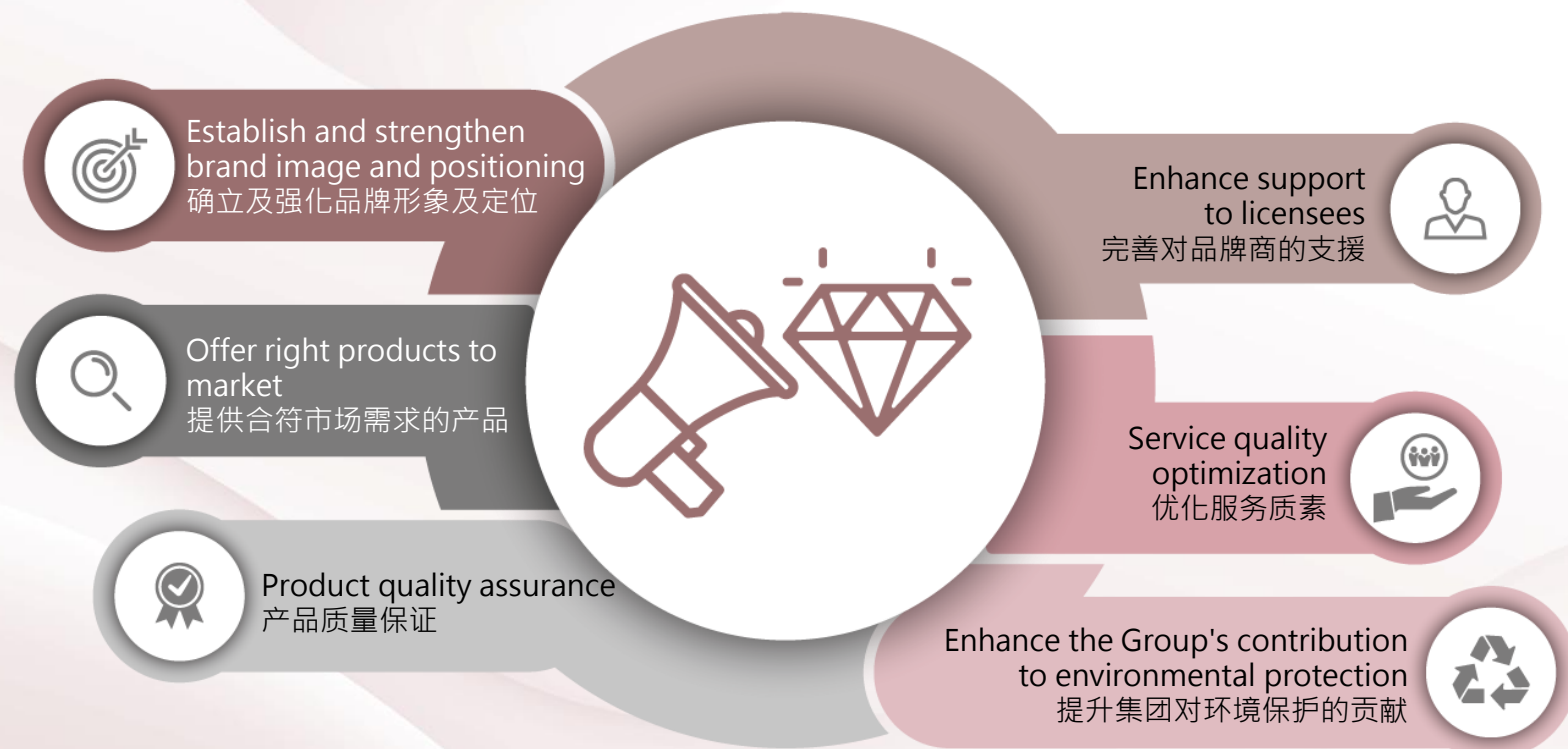 Establish and strengthen
brand image and positioning
确立及强化品牌形象及定位
Offer right products to
market
提供合符市场需求的产品
Product quality assurance
产品质量保证
Enhance support
to licensees
完善对品牌商的支援
Service quality
optimization
优化服务质素
Enhance the Group's contribution
to environmental protection
提升集团对环境保护的贡献